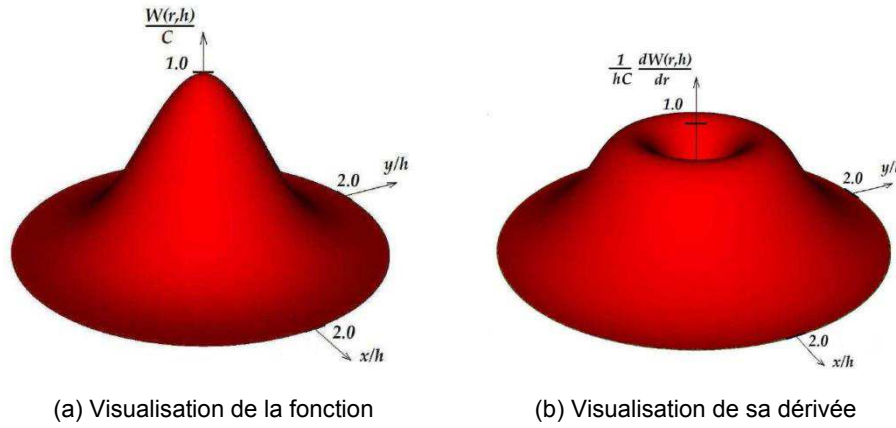 W(r,h)
C
1.0
y/h
2.0
2.0
x/h
(a) Visualisation de la fonction
1 dW(r,h)
hC dr
1.0
y/h
2.0
2.0
x/h
(b) Visualisation de sa dérivée